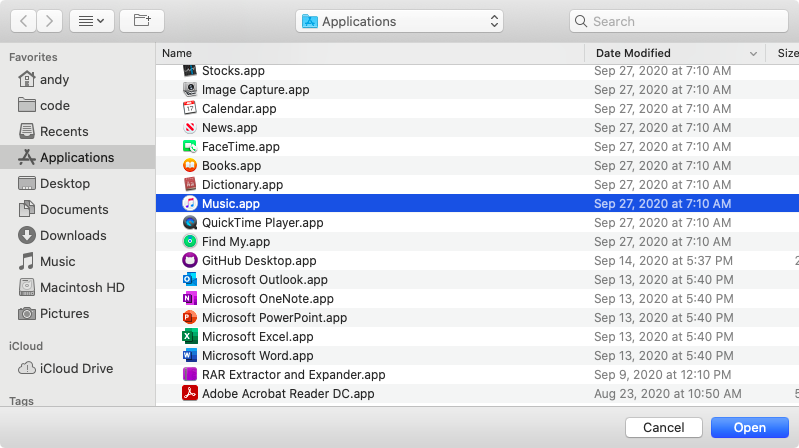 Applications
Search
Favorites
andy
code
Recents
Applications
Desktop
Documents
Downloads
Music
Macintosh HD
Pictures
iCloud
iCloud Drive
Tags
Name Date Modified Size
Stocks.app Sep 27, 2020 at 7:10 AM
Image Capture.app Sep 27, 2020 at 7:10 AM
Calendar.app Sep 27, 2020 at 7:10 AM
News.app Sep 27, 2020 at 7:10 AM
FaceTime.app Sep 27, 2020 at 7:10 AM
Books.app Sep 27, 2020 at 7:10 AM
Dictionary.app Sep 27, 2020 at 7:10 AM
Music.app Sep 27, 2020 at 7:10 AM
QuickTime Player.app Sep 27, 2020 at 7:10 AM
Find My.app Sep 27, 2020 at 7:10 AM
GitHub Desktop.app Sep 14, 2020 at 5:37 PM 2
Microsoft Outlook.app Sep 13, 2020 at 5:40 PM
Microsoft OneNote.app Sep 13, 2020 at 5:40 PM
Microsoft PowerPoint.app Sep 13, 2020 at 5:40 PM
Microsoft Excel.app Sep 13, 2020 at 5:40 PM
Microsoft Word.app Sep 13, 2020 at 5:40 PM
RAR Extractor and Expander.app Sep 9, 2020 at 12:10 PM
Adobe Acrobat Reader DC.app Aug 23, 2020 at 10:50 AM
Cancel Open